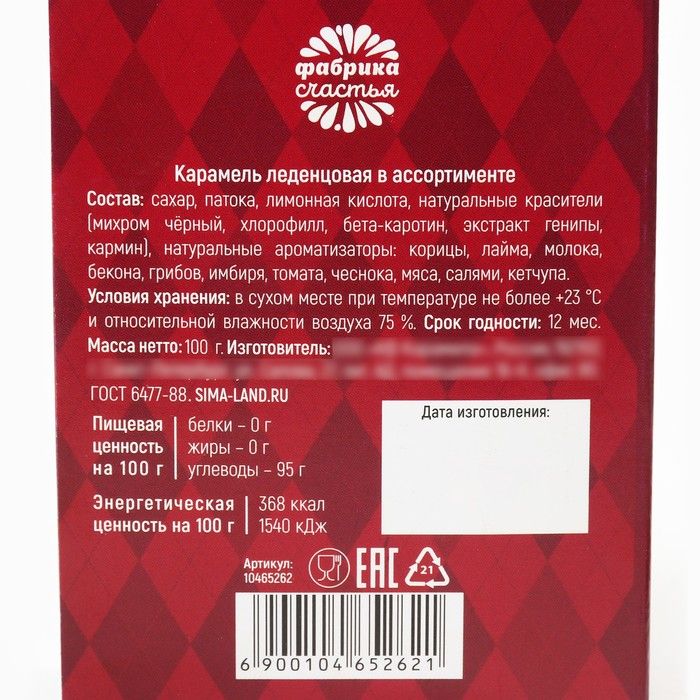 фабрика
счастья
Карамель леденцовая в ассортименте
Состав: сахар, патока, лимонная кислота, натуральные красители
(михром чёрный, хлорофилл, бета-каротин, экстракт генипы,
кармин), натуральные ароматизаторы: корицы, лайма, молока,
бекона, грибов, имбиря, томата, чеснока, мяса, салями, кетчупа.
Условия хранения: в сухом месте при температуре не более +23 °С
и относительной влажности воздуха 75 %. Срок годности: 12 мес.
Масса нетто: 100 г. Изготовитель:
ГОСТ 6477-88. SIMA-LAND.RU
Пищевая
ценность
на 100 г
белки – 0 г
жиры – 0 г
углеводы – 95 г
Дата изготовления:
Энергетическая
ценность на 100 г
368 ккал
1540 кДж
Артикул:
10465262
EAC
21
6 900104 652621